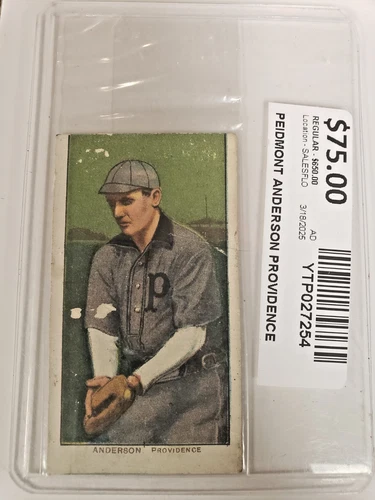 P
ANDERSON PROVIDENCE
$75.00
REGULAR - $650.00
Location - SALESFLO
AD
3/18/2025
YTP027254
PEIDMONT ANDERSON PROVIDENCE